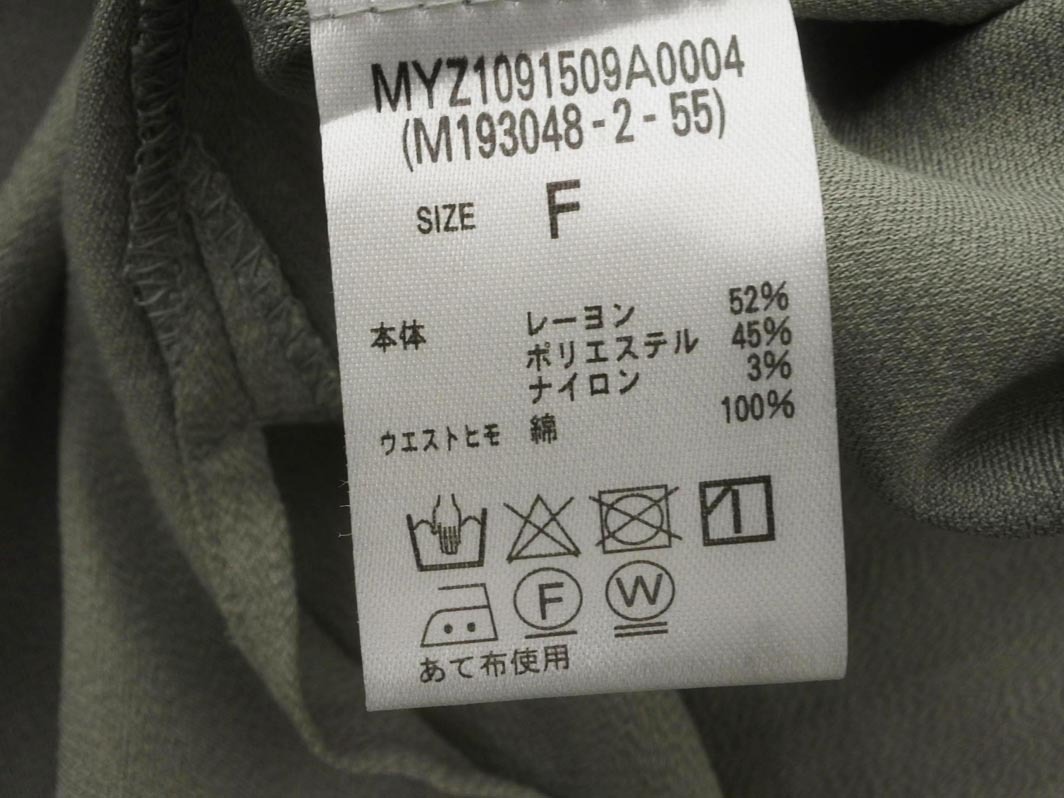 MYZ1091509A0004
(M193048-2-55)
SIZE F
本体 レーヨン 52%
ポリエステル 45%
ナイロン 3%
ウエストヒモ 綿 100%
F W
あて布使用